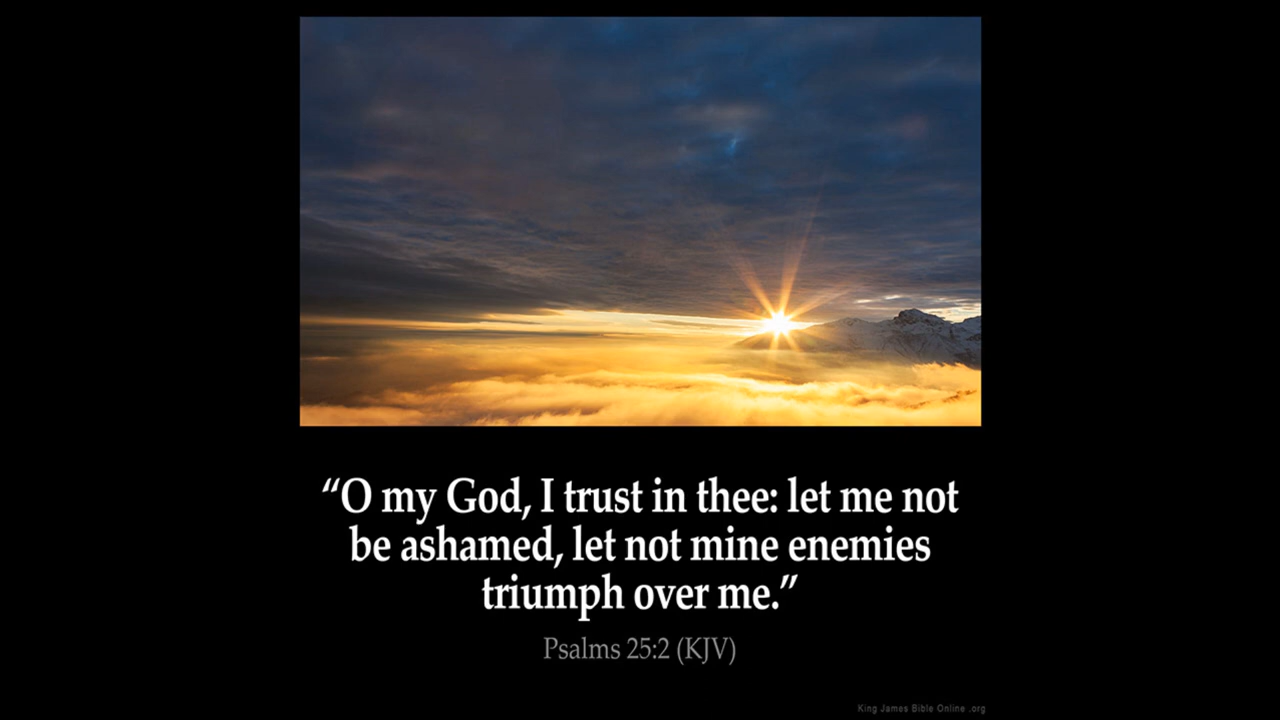 “O my God, I trust in thee: let me not
be ashamed, let not mine enemies
triumph over me.”
Psalms 25:2 (KJV)
King James Bible Online .org